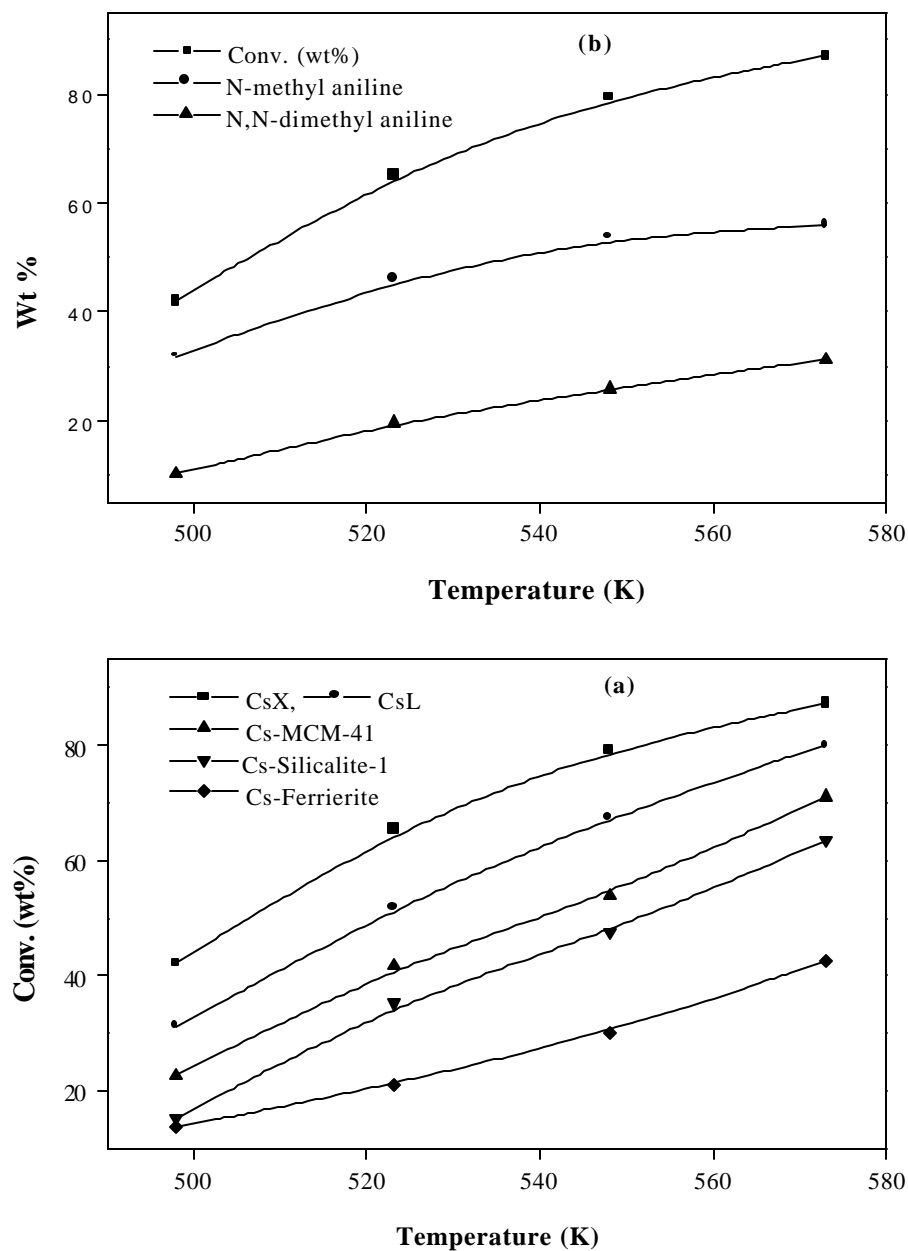 (b)
Conv. (wt%)
N-methyl aniline
N,N-dimethyl aniline
80
60
40
20
Wt %
500 520 540 560 580
Temperature (K)
(a)
CsX, CsL
Cs-MCM-41
Cs-Silicalite-1
Cs-Ferrierite
80
60
40
20
Conv. (wt%)
500 520 540 560 580
Temperature (K)